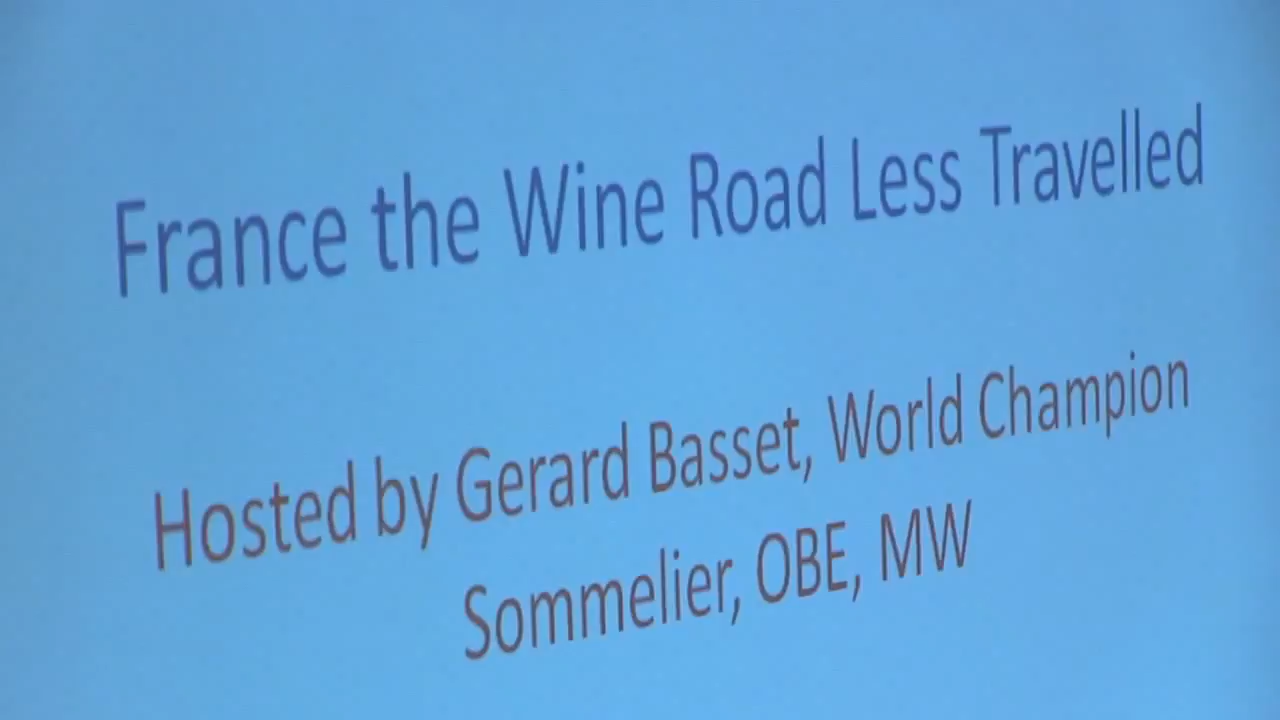 France the Wine Road Less Travelled
Hosted by Gerard Basset, World Champion
Sommelier, OBE, MW